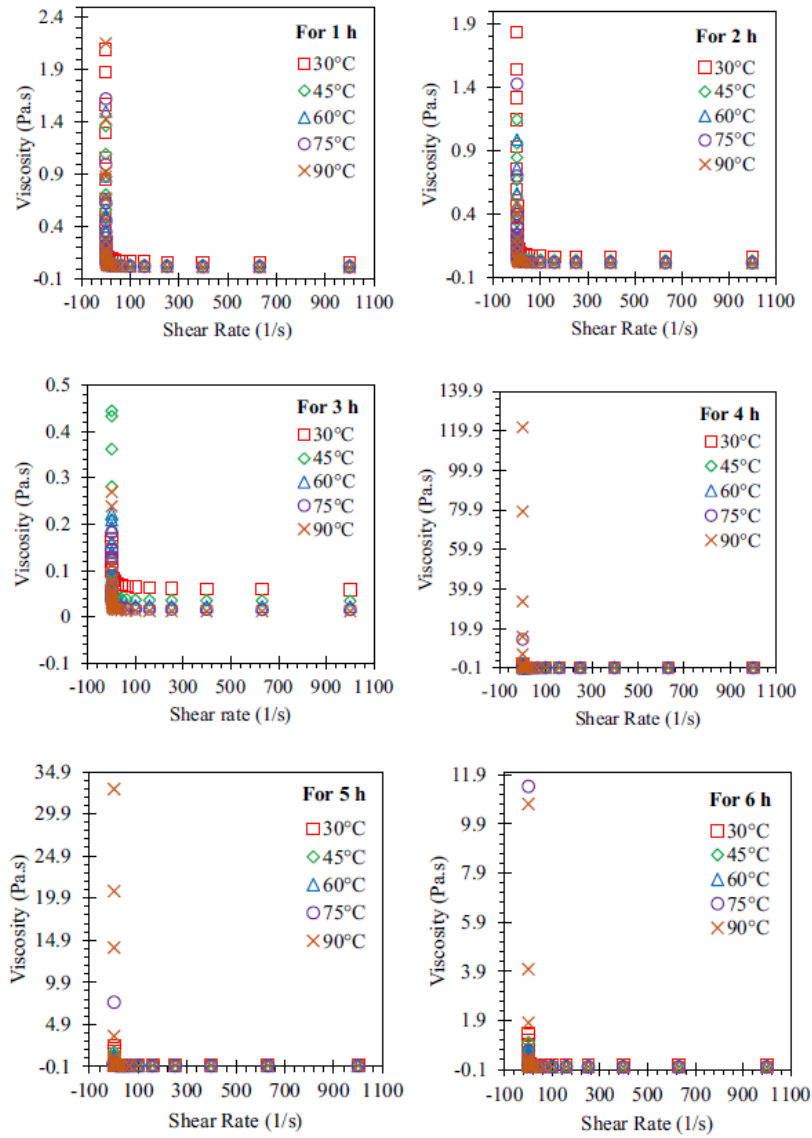 For 1 h
30°C
45°C
60°C
75°C
90°C
2.4
1.9
1.4
0.9
0.4
-0.1
Viscosity (Pa.s)
-100 100 300 500 700 900 1100
Shear Rate (1/s)
For 2 h
30°C
45°C
60°C
75°C
90°C
1.9
1.4
0.9
0.4
-0.1
Viscosity (Pa.s)
-100 100 300 500 700 900 1100
Shear Rate (1/s)
For 3 h
30°C
45°C
60°C
75°C
90°C
0.5
0.4
0.3
0.2
0.1
0
-0.1
Viscosity (Pa.s)
-100 100 300 500 700 900 1100
Shear rate (1/s)
For 4 h
30°C
45°C
60°C
75°C
90°C
139.9
119.9
99.9
79.9
59.9
39.9
19.9
-0.1
Viscosity (Pa.s)
-100 100 300 500 700 900 1100
Shear Rate (1/s)
For 5 h
30°C
45°C
60°C
75°C
90°C
34.9
29.9
24.9
19.9
14.9
9.9
4.9
-0.1
Viscosity (Pa.s)
-100 100 300 500 700 900 1100
Shear Rate (1/s)
For 6 h
30°C
45°C
60°C
75°C
90°C
11.9
9.9
7.9
5.9
3.9
1.9
-0.1
Viscosity (Pa.s)
-100 100 300 500 700 900 1100
Shear Rate (1/s)